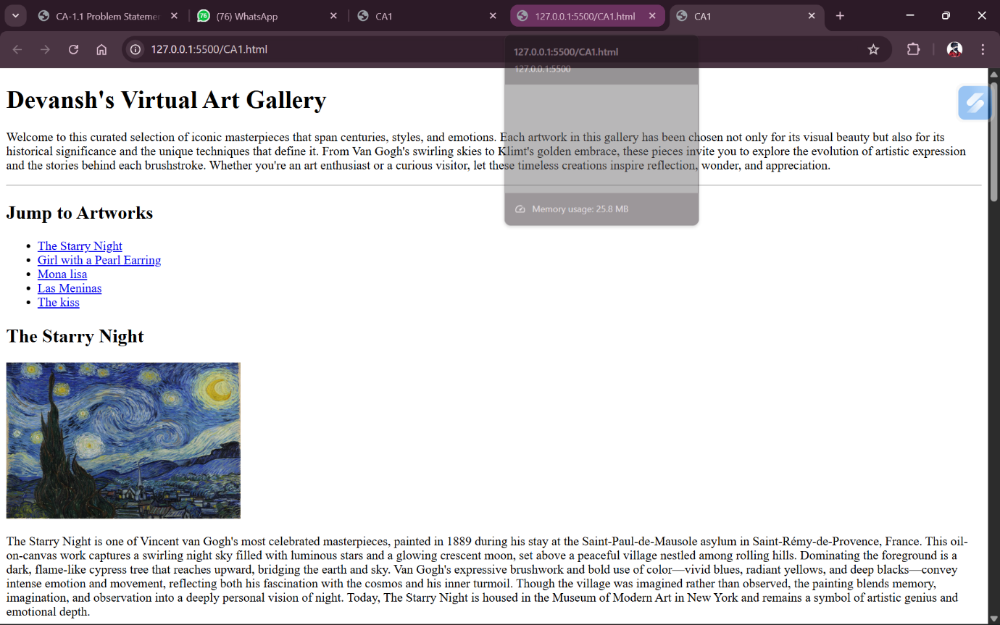 CA-1.1 Problem Statemen
76
(76) WhatsApp
CA1
127.0.0.1:5500/CA1.html
CA1
127.0.0.1:5500/CA1.html
127.0.0.1:5500/CA1.html
127.0.0.1:5500
Memory usage: 25.8 MB
Devansh's Virtual Art Gallery
Welcome to this curated selection of iconic masterpieces that span centuries, styles, and emotions. Each artwork in this gallery has been chosen not only for its visual beauty but also for its
historical significance and the unique techniques that define it. From Van Gogh's swirling skies to Klimt's golden embrace, these pieces invite you to explore the evolution of artistic expression
and the stories behind each brushstroke. Whether you're an art enthusiast or a curious visitor, let these timeless creations inspire reflection, wonder, and appreciation.
Jump to Artworks
The Starry Night
Girl with a Pearl Earring
Mona lisa
Las Meninas
The kiss
The Starry Night
The Starry Night is one of Vincent van Gogh's most celebrated masterpieces, painted in 1889 during his stay at the Saint-Paul-de-Mausole asylum in Saint-Rémy-de-Provence, France. This oil-
on-canvas work captures a swirling night sky filled with luminous stars and a glowing crescent moon, set above a peaceful village nestled among rolling hills. Dominating the foreground is a
dark, flame-like cypress tree that reaches upward, bridging the earth and sky. Van Gogh's expressive brushwork and bold use of color—vivid blues, radiant yellows, and deep blacks—convey
intense emotion and movement, reflecting both his fascination with the cosmos and his inner turmoil. Though the village was imagined rather than observed, the painting blends memory,
imagination, and observation into a deeply personal vision of night. Today, The Starry Night is housed in the Museum of Modern Art in New York and remains a symbol of artistic genius and
emotional depth.